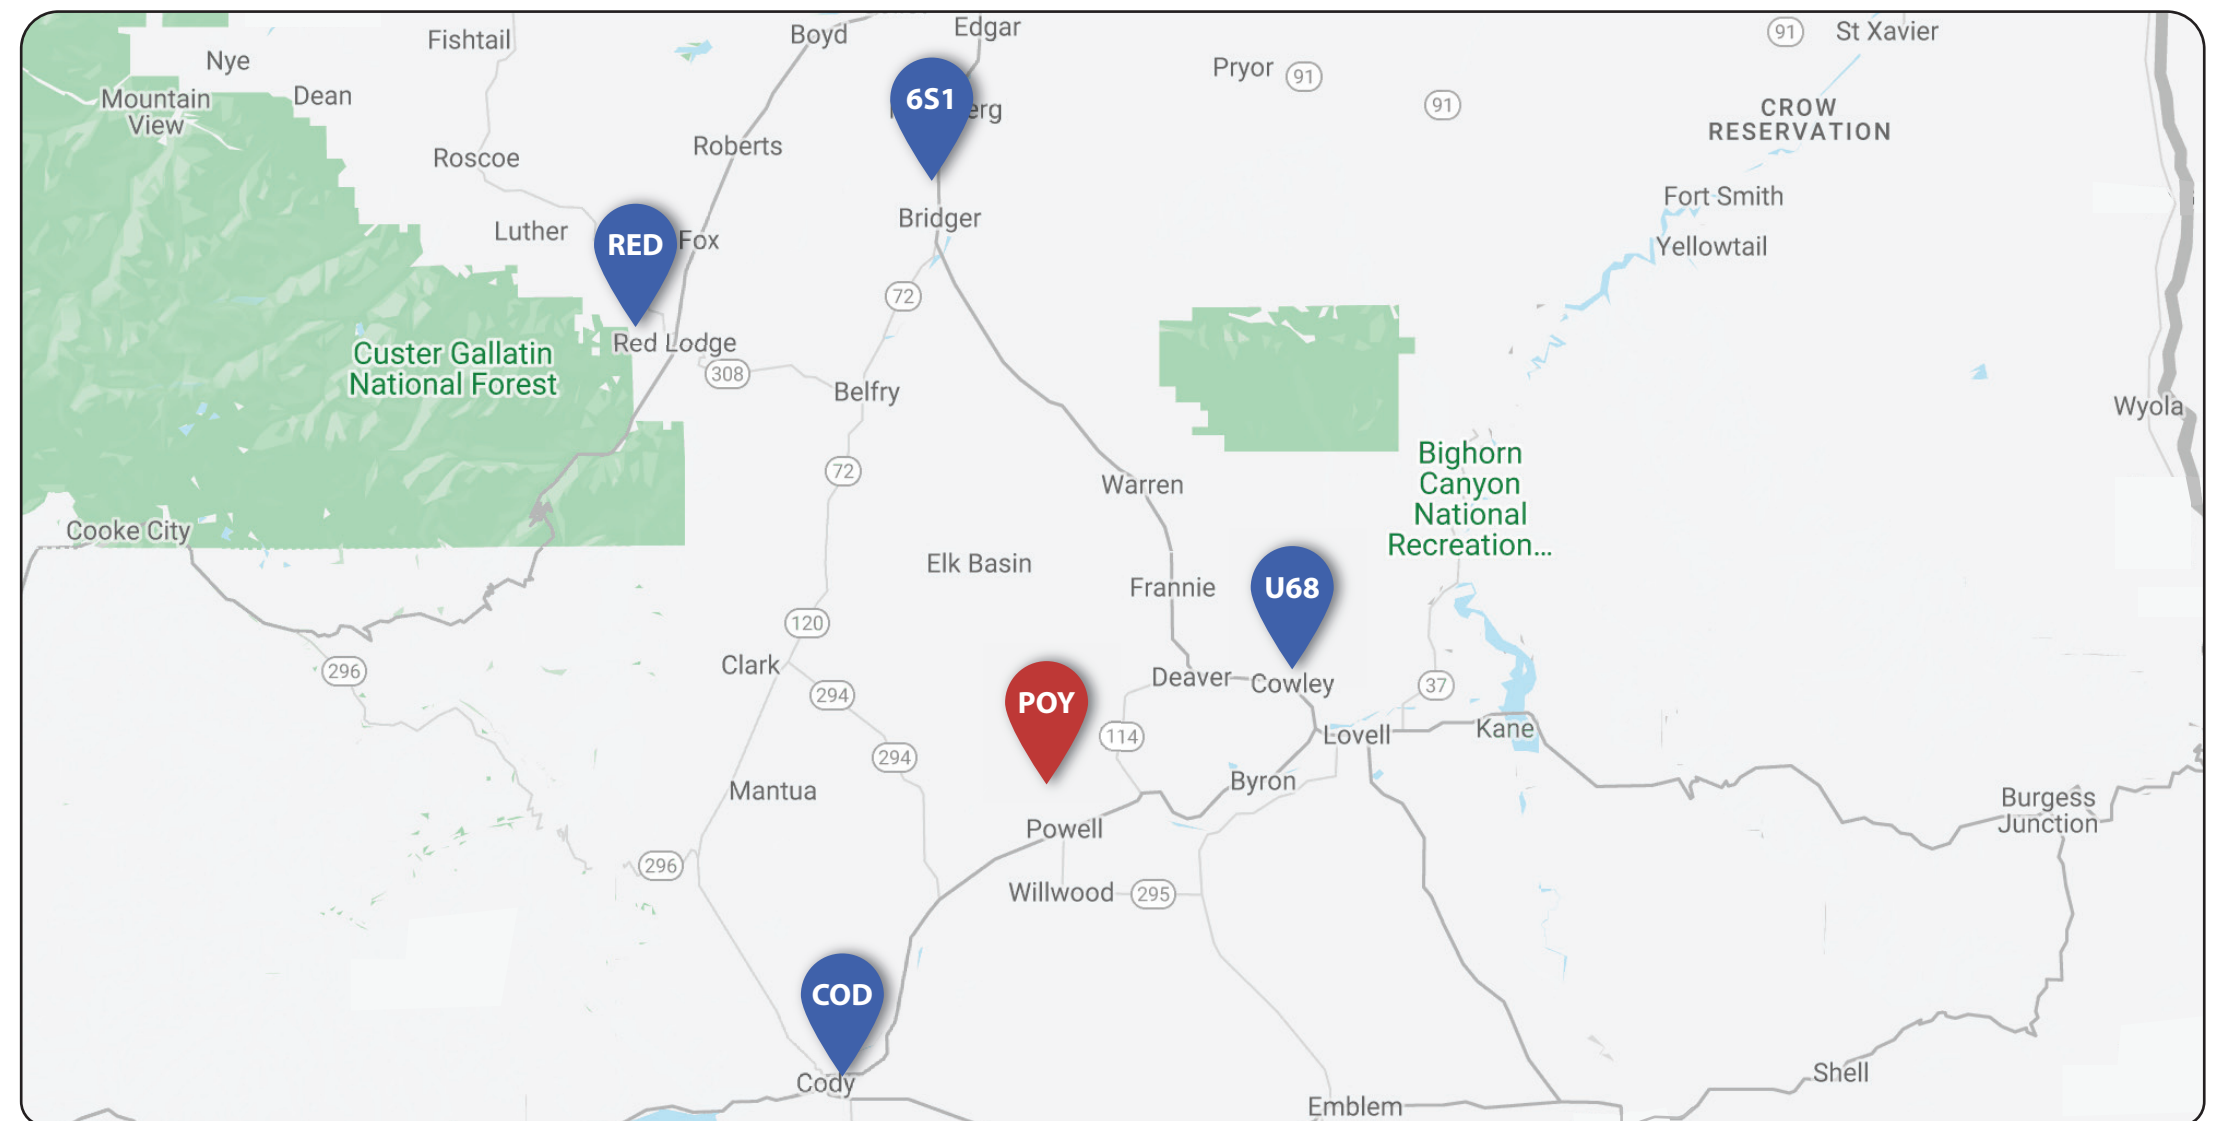 Fishtail
Boyd
Edgar
91
St Xavier
Nye
Pryor
91
Mountain
View
Dean
6S1
erg
91
CROW
RESERVATION
Roscoe
Roberts
Fort Smith
Luther
RED
Fox
Bridger
Yellowtail
72
Red Lodge
Custer Gallatin
National Forest
308
Belfry
Wyola
72
Warren
Bighorn
Canyon
National
Recreation...
Cooke City
Elk Basin
Frannie
U68
120
296
Clark
294
POY
Deaver
Cowley
37
114
Lovell
Kane
294
Mantua
Byron
Burgess
Junction
Powell
296
Willwood
295
COD
Cody
Shell
Emblem